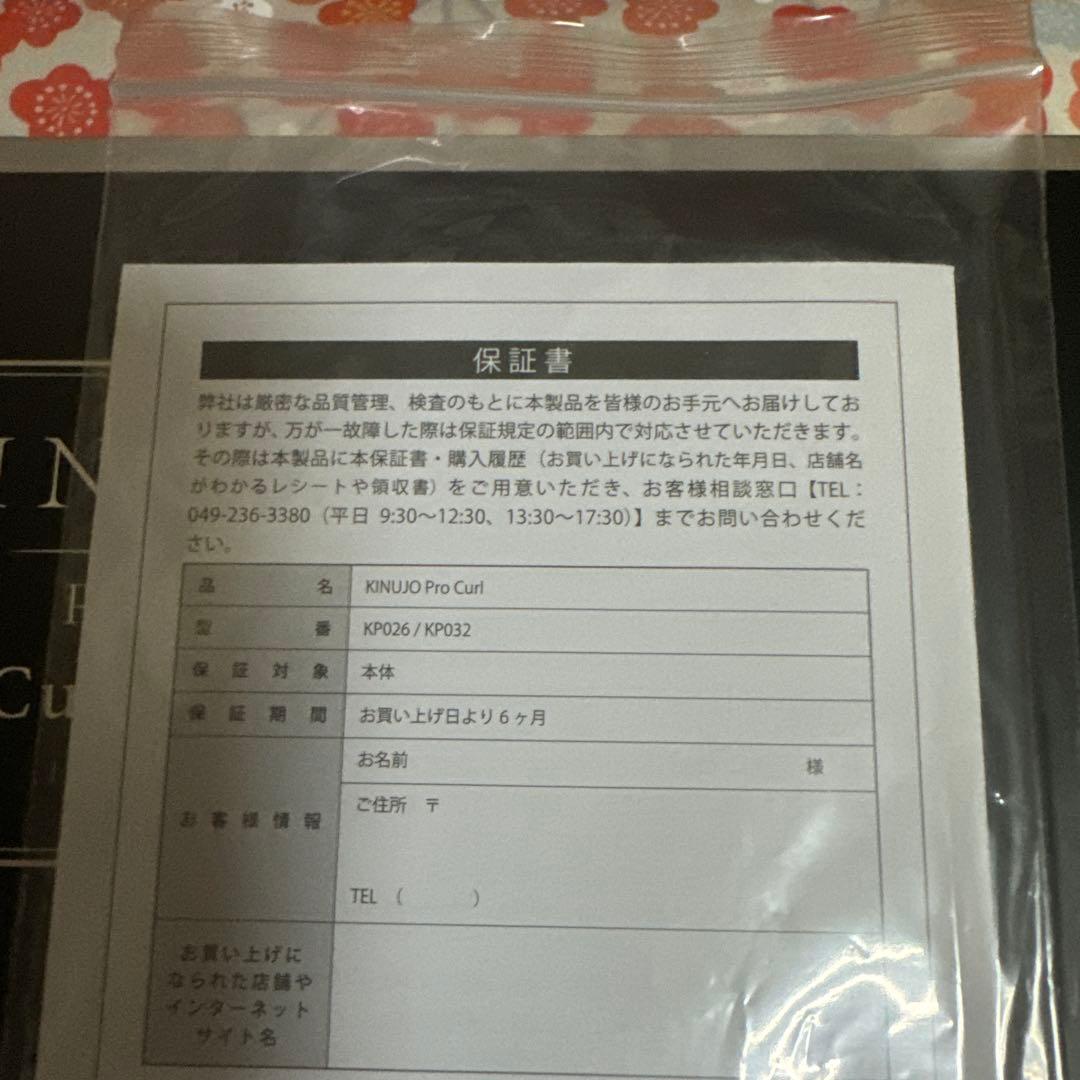 保証書
弊社は厳密な品質管理、検査のもとに本製品を皆様のお手元へお届けしてお
りますが、万が一故障した際は保証規定の範囲内で対応させていただきます。
その際は本製品に本保証書・購入履歴（お買い上げになられた年月日、店舗名
がわかるレシートや領収書）をご用意いただき、お客様相談窓口【TEL：
049-236-3380（平日 9:30～12:30、13:30～17:30）】までお問い合わせくだ
さい。
品名 KINUJO Pro Curl
型番 KP026 / KP032
保証対象 本体
保証期間 お買い上げ日より6ヶ月
お客様情報
お名前 様
ご住所 〒
TEL （ ）
お買い上げに
なられた店舗や
インターネット
サイト名
IN
Cu